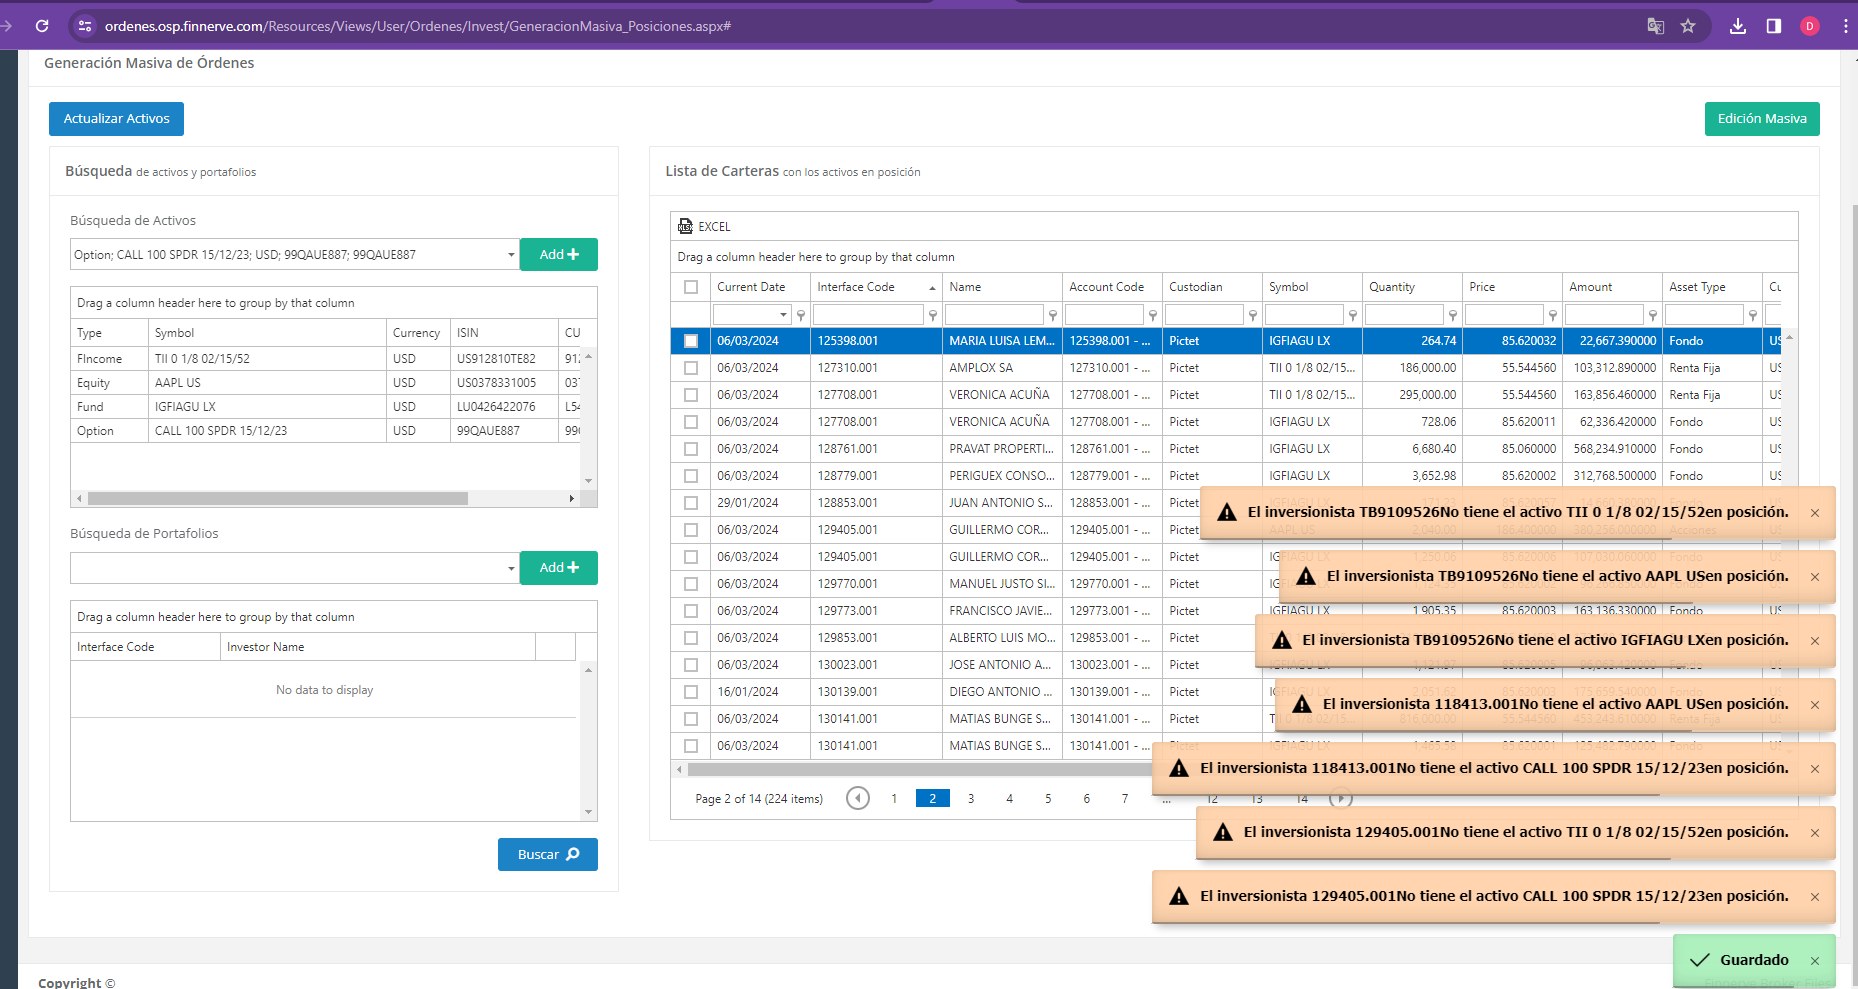 ordenes.osp.finnerve.com/Resources/Views/User/Ordenes/Invest/GeneracionMasiva_Posiciones.aspx#
D
Generación Masiva de Órdenes
Actualizar Activos
Edición Masiva
Búsqueda de activos y portafolios
Búsqueda de Activos
Option; CALL 100 SPDR 15/12/23; USD; 99QAUE887; 99QAUE887
Add
Drag a column header here to group by that column
Type Symbol Currency ISIN CU
FIncome TII 0 1/8 02/15/52 USD US912810TE82 912
Equity AAPL US USD US0378331005 037
Fund IGFIAGU LX USD LU0426422076 L54
Option CALL 100 SPDR 15/12/23 USD 99QAUE887 99
Búsqueda de Portafolios
Add
Drag a column header here to group by that column
Interface Code Investor Name
No data to display
Buscar
Lista de Carteras con los activos en posición
EXCEL
Drag a column header here to group by that column
Current Date Interface Code Name Account Code Custodian Symbol Quantity Price Amount Asset Type Cu
06/03/2024 125398.001 MARIA LUISA LEM... 125398.001 - ... Pictet IGFIAGU LX 264.74 85.620032 22,667.390000 Fondo US
06/03/2024 127310.001 AMPLOX SA 127310.001 - ... Pictet TII 0 1/8 02/15... 186,000.00 55.544560 103,312.890000 Renta Fija US
06/03/2024 127708.001 VERONICA ACUÑA 127708.001 - ... Pictet TII 0 1/8 02/15... 295,000.00 55.544560 163,856.460000 Renta Fija US
06/03/2024 127708.001 VERONICA ACUÑA 127708.001 - ... Pictet IGFIAGU LX 728.06 85.620011 62,336.420000 Fondo US
06/03/2024 128761.001 PRAVAT PROPERTI... 128761.001 - ... Pictet IGFIAGU LX 6,680.40 85.060000 568,234.910000 Fondo US
06/03/2024 128779.001 PERIGUEX CONSO... 128779.001 - ... Pictet IGFIAGU LX 3,652.98 85.620002 312,768.500000 Fondo US
29/01/2024 128853.001 JUAN ANTONIO S... 128853.001 - ... Pictet
06/03/2024 129405.001 GUILLERMO COR... 129405.001 - ... Pictet AAPL US 2,040.00 186.400000 380,256.000000 Acciones US
06/03/2024 129405.001 GUILLERMO COR... 129405.001 - ... Pictet
06/03/2024 129770.001 MANUEL JUSTO SI... 129770.001 - ... Pictet
06/03/2024 129773.001 FRANCISCO JAVIE... 129773.001 - ... Pictet IGFIAGU LX 1,905.35 85.620003 163,136.330000 Fondo US
06/03/2024 129853.001 ALBERTO LUIS MO... 129853.001 - ... Pictet
06/03/2024 130023.001 JOSE ANTONIO A... 130023.001 - ... Pictet
16/01/2024 130139.001 DIEGO ANTONIO ... 130139.001 - ... Pictet
06/03/2024 130141.001 MATIAS BUNGE S... 130141.001 - ... Pictet
06/03/2024 130141.001 MATIAS BUNGE S... 130141.001 - ... Pictet
Page 2 of 14 (224 items) 1 2 3 4 5 6 7 ... 12 13 14
El inversionista TB9109526No tiene el activo TII 0 1/8 02/15/52en posición.
El inversionista TB9109526No tiene el activo AAPL USen posición.
El inversionista TB9109526No tiene el activo IGFIAGU LXen posición.
El inversionista 118413.001No tiene el activo AAPL USen posición.
El inversionista 118413.001No tiene el activo CALL 100 SPDR 15/12/23en posición.
El inversionista 129405.001No tiene el activo TII 0 1/8 02/15/52en posición.
El inversionista 129405.001No tiene el activo CALL 100 SPDR 15/12/23en posición.
Guardado
Copyright ©